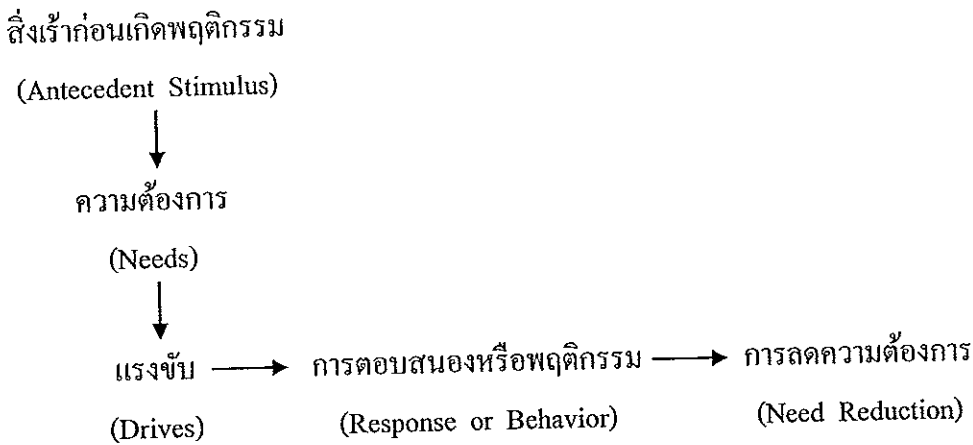 สิ่งเร้าก่อนเกิดพฤติกรรม
(Antecedent Stimulus)
ความต้องการ
(Needs)
แรงขับ
(Drives)
การตอบสนองหรือพฤติกรรม
(Response or Behavior)
การลดความต้องการ
(Need Reduction)